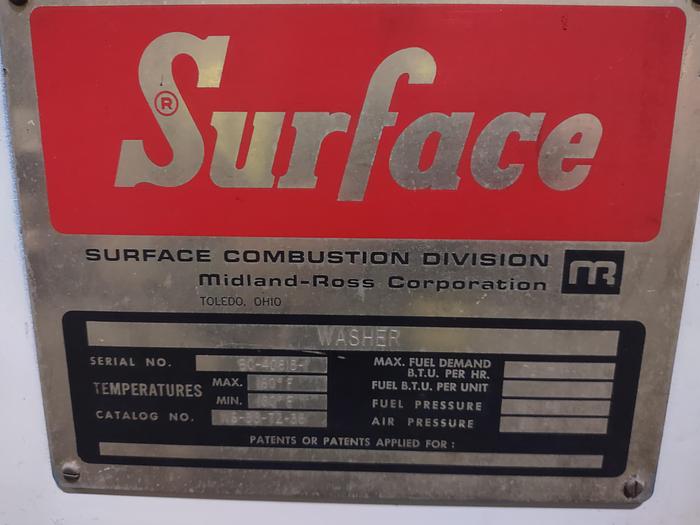 Surface
®
SURFACE COMBUSTION DIVISION
Midland-Ross Corporation
TOLEDO, OHIO
WASHER
SERIAL NO.
TEMPERATURES MAX. 180° F
MIN.
CATALOG NO.
MAX. FUEL DEMAND
B.T.U. PER HR.
FUEL B.T.U. PER UNIT
FUEL PRESSURE
AIR PRESSURE
PATENTS OR PATENTS APPLIED FOR :